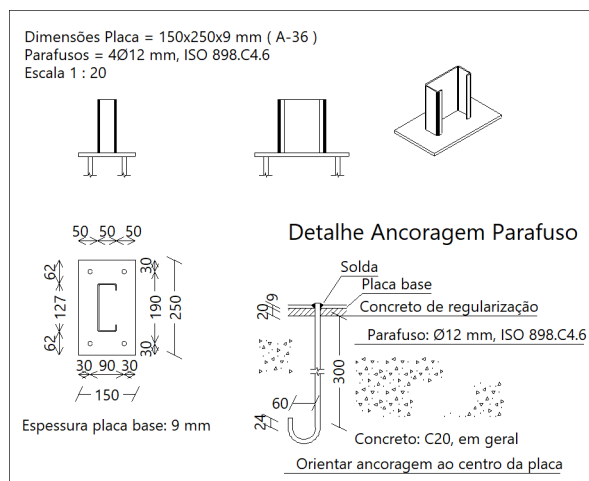 Dimensões Placa = 150x250x9 mm ( A-36 )
Parafusos = 4Ø12 mm, ISO 898.C4.6
Escala 1 : 20
50 50 50
62
127
62
30
190
30
250
30 90 30
150
Espessura placa base: 9 mm
Detalhe Ancoragem Parafuso
Solda
Placa base
Concreto de regularização
20
9
Parafuso: Ø12 mm, ISO 898.C4.6
300
60
24
Concreto: C20, em geral
Orientar ancoragem ao centro da placa